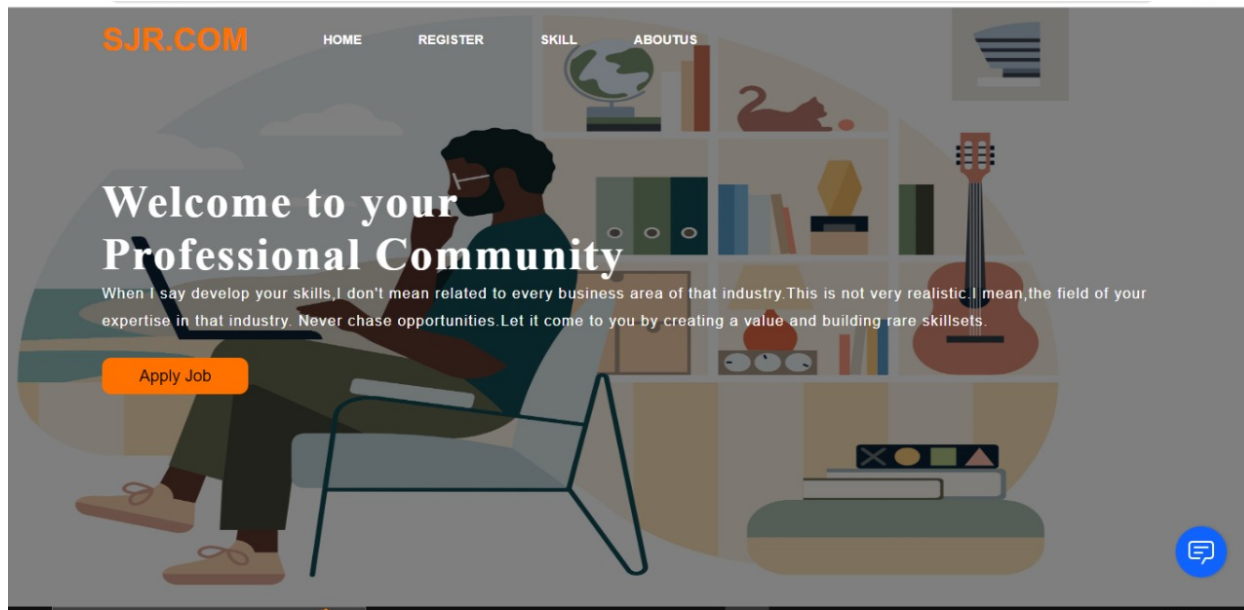 SJR.COM HOME REGISTER SKILL ABOUTUS
Welcome to your
Professional Community
When I say develop your skills,I don't mean related to every business area of that industry.This is not very realistic.I mean,the field of your
expertise in that industry. Never chase opportunities.Let it come to you by creating a value and building rare skillsets.
Apply Job